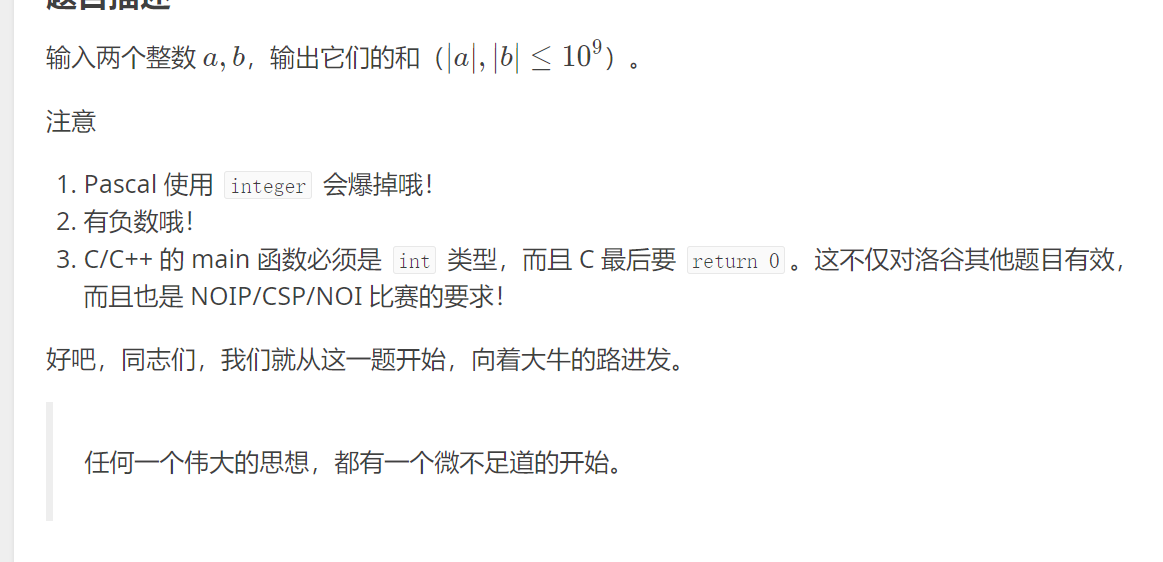 题目描述
输入两个整数 a, b，输出它们的和（|a|, |b| ≤ 10⁹）。
注意
1. Pascal 使用 integer 会爆掉哦！
2. 有负数哦！
3. C/C++ 的 main 函数必须是 int 类型，而且 C 最后要 return 0。这不仅对洛谷其他题目有效，
而且也是 NOIP/CSP/NOI 比赛的要求！
好吧，同志们，我们就从这一题开始，向着大牛的路进发。
任何一个伟大的思想，都有一个微不足道的开始。